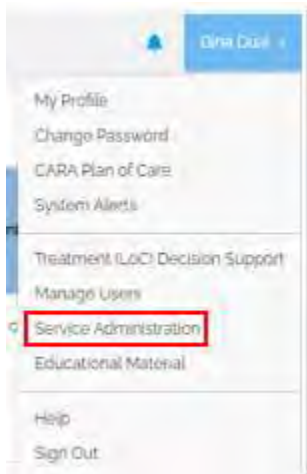 Gina
My Profile
Change Password
CARA Plan of Care
System Alerts
Treatment (LoC) Decision Support
Manage Users
Service Administration
Educational Material
Help
Sign Out